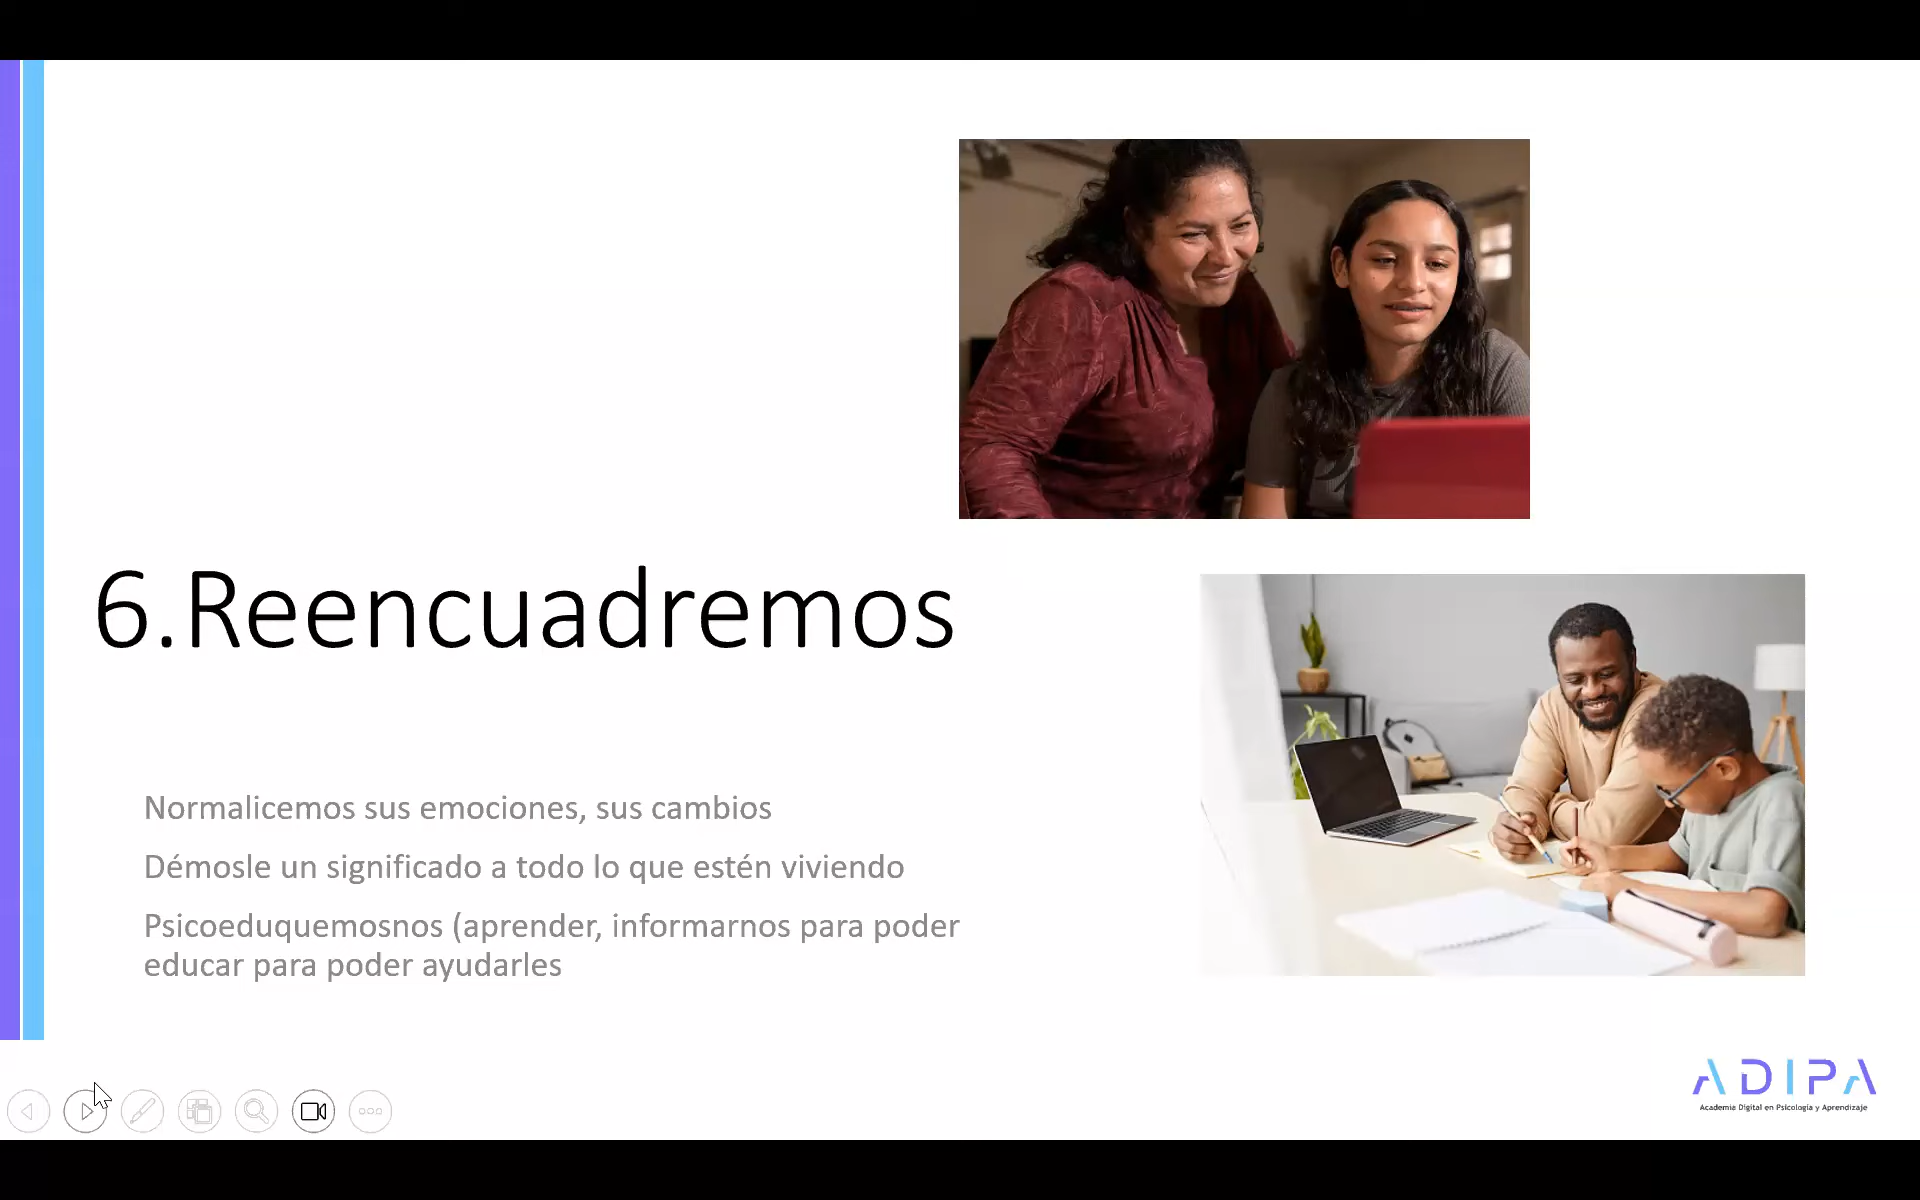 6.Reencuadremos
Normalicemos sus emociones, sus cambios
Démosle un significado a todo lo que estén viviendo
Psicoeduquemosnos (aprender, informarnos para poder
educar para poder ayudarles
ADIPA
Academia Digital en Psicología y Aprendizaje